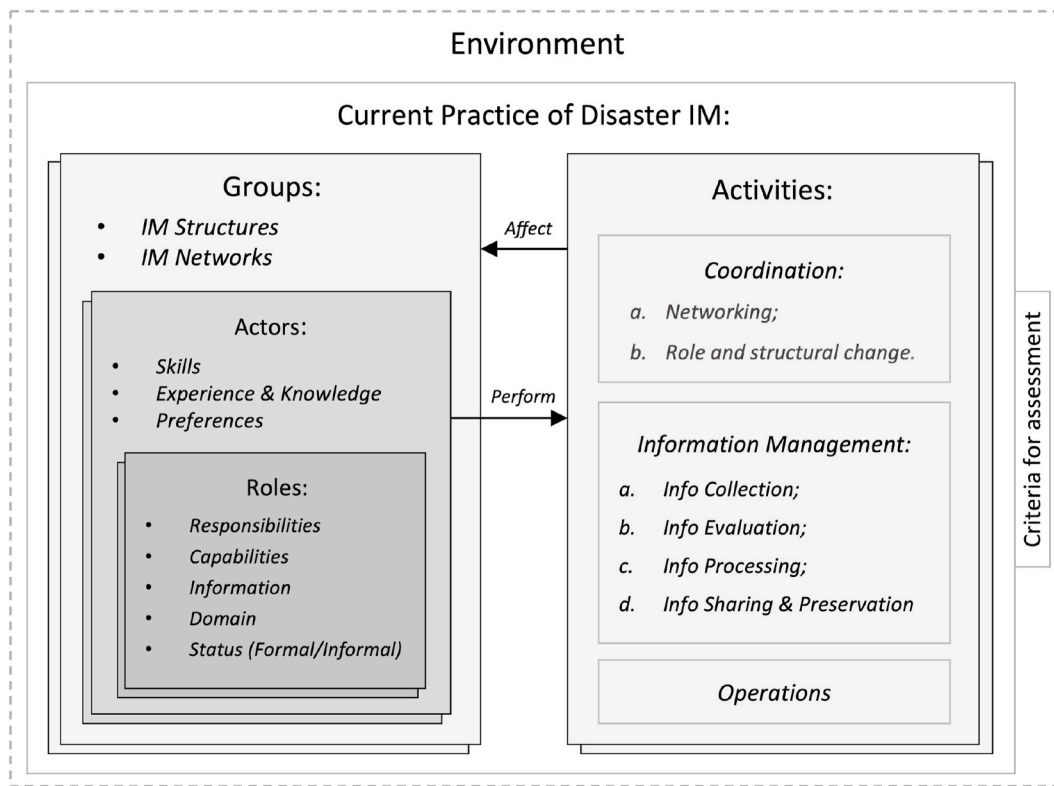 Environment
Current Practice of Disaster IM:
Groups:
• IM Structures
• IM Networks
Actors:
• Skills
• Experience & Knowledge
• Preferences
Roles:
• Responsibilities
• Capabilities
• Information
• Domain
• Status (Formal/Informal)
Affect
Perform
Activities:
Coordination:
a. Networking;
b. Role and structural change.
Information Management:
a. Info Collection;
b. Info Evaluation;
c. Info Processing;
d. Info Sharing & Preservation
Operations
Criteria for assessment